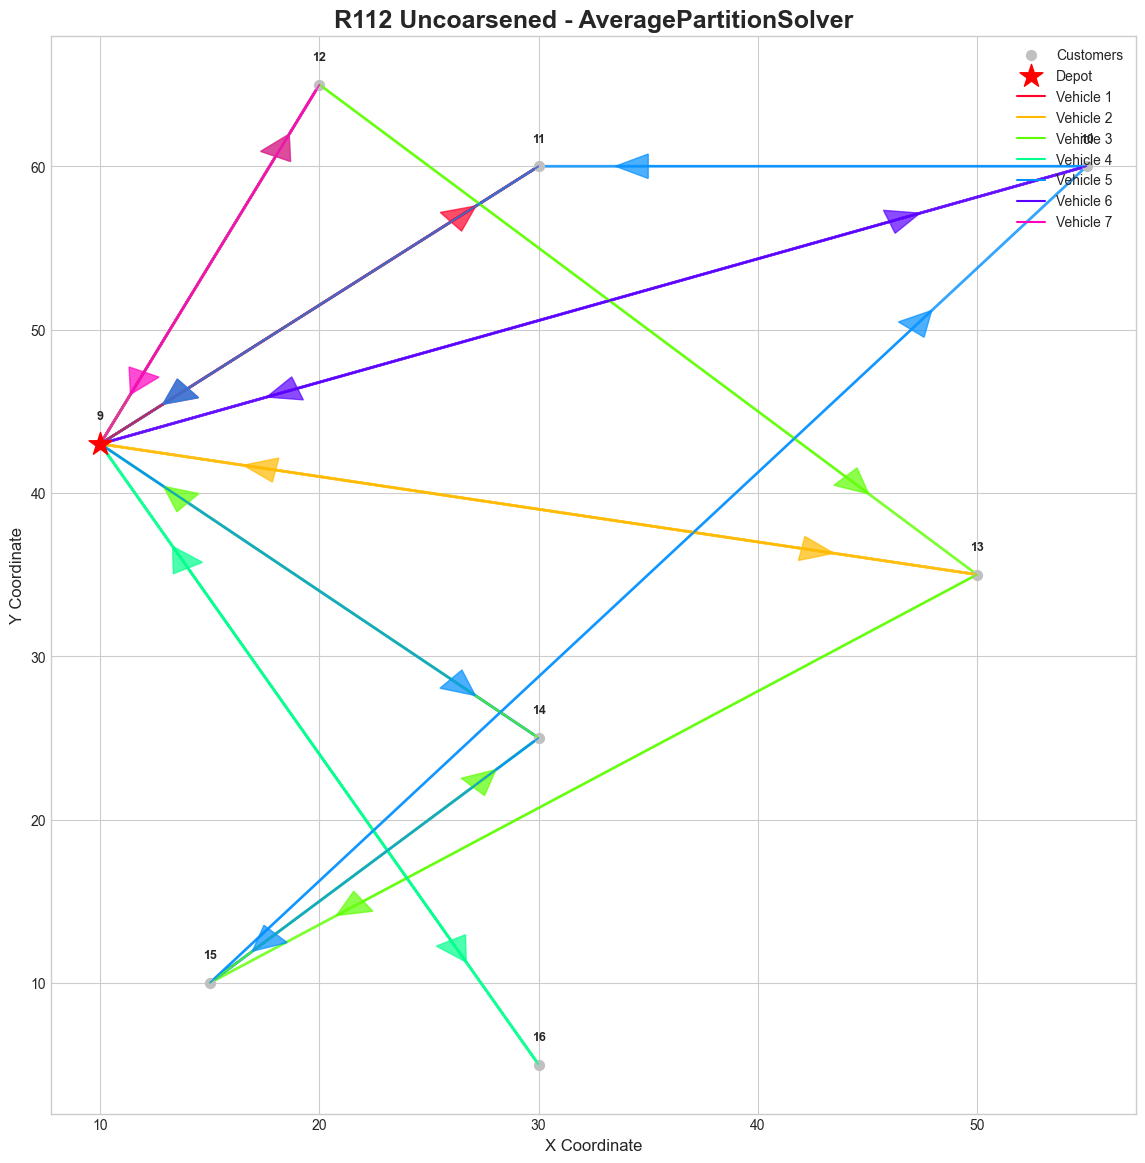 R112 Uncoarsened - AveragePartitionSolver
Customers
Depot
Vehicle 1
Vehicle 2
Vehicle 3
Vehicle 4
Vehicle 5
Vehicle 6
Vehicle 7
12
11
10
9
13
14
15
16
60
50
40
30
20
10
Y Coordinate
10
20
30
40
50
X Coordinate